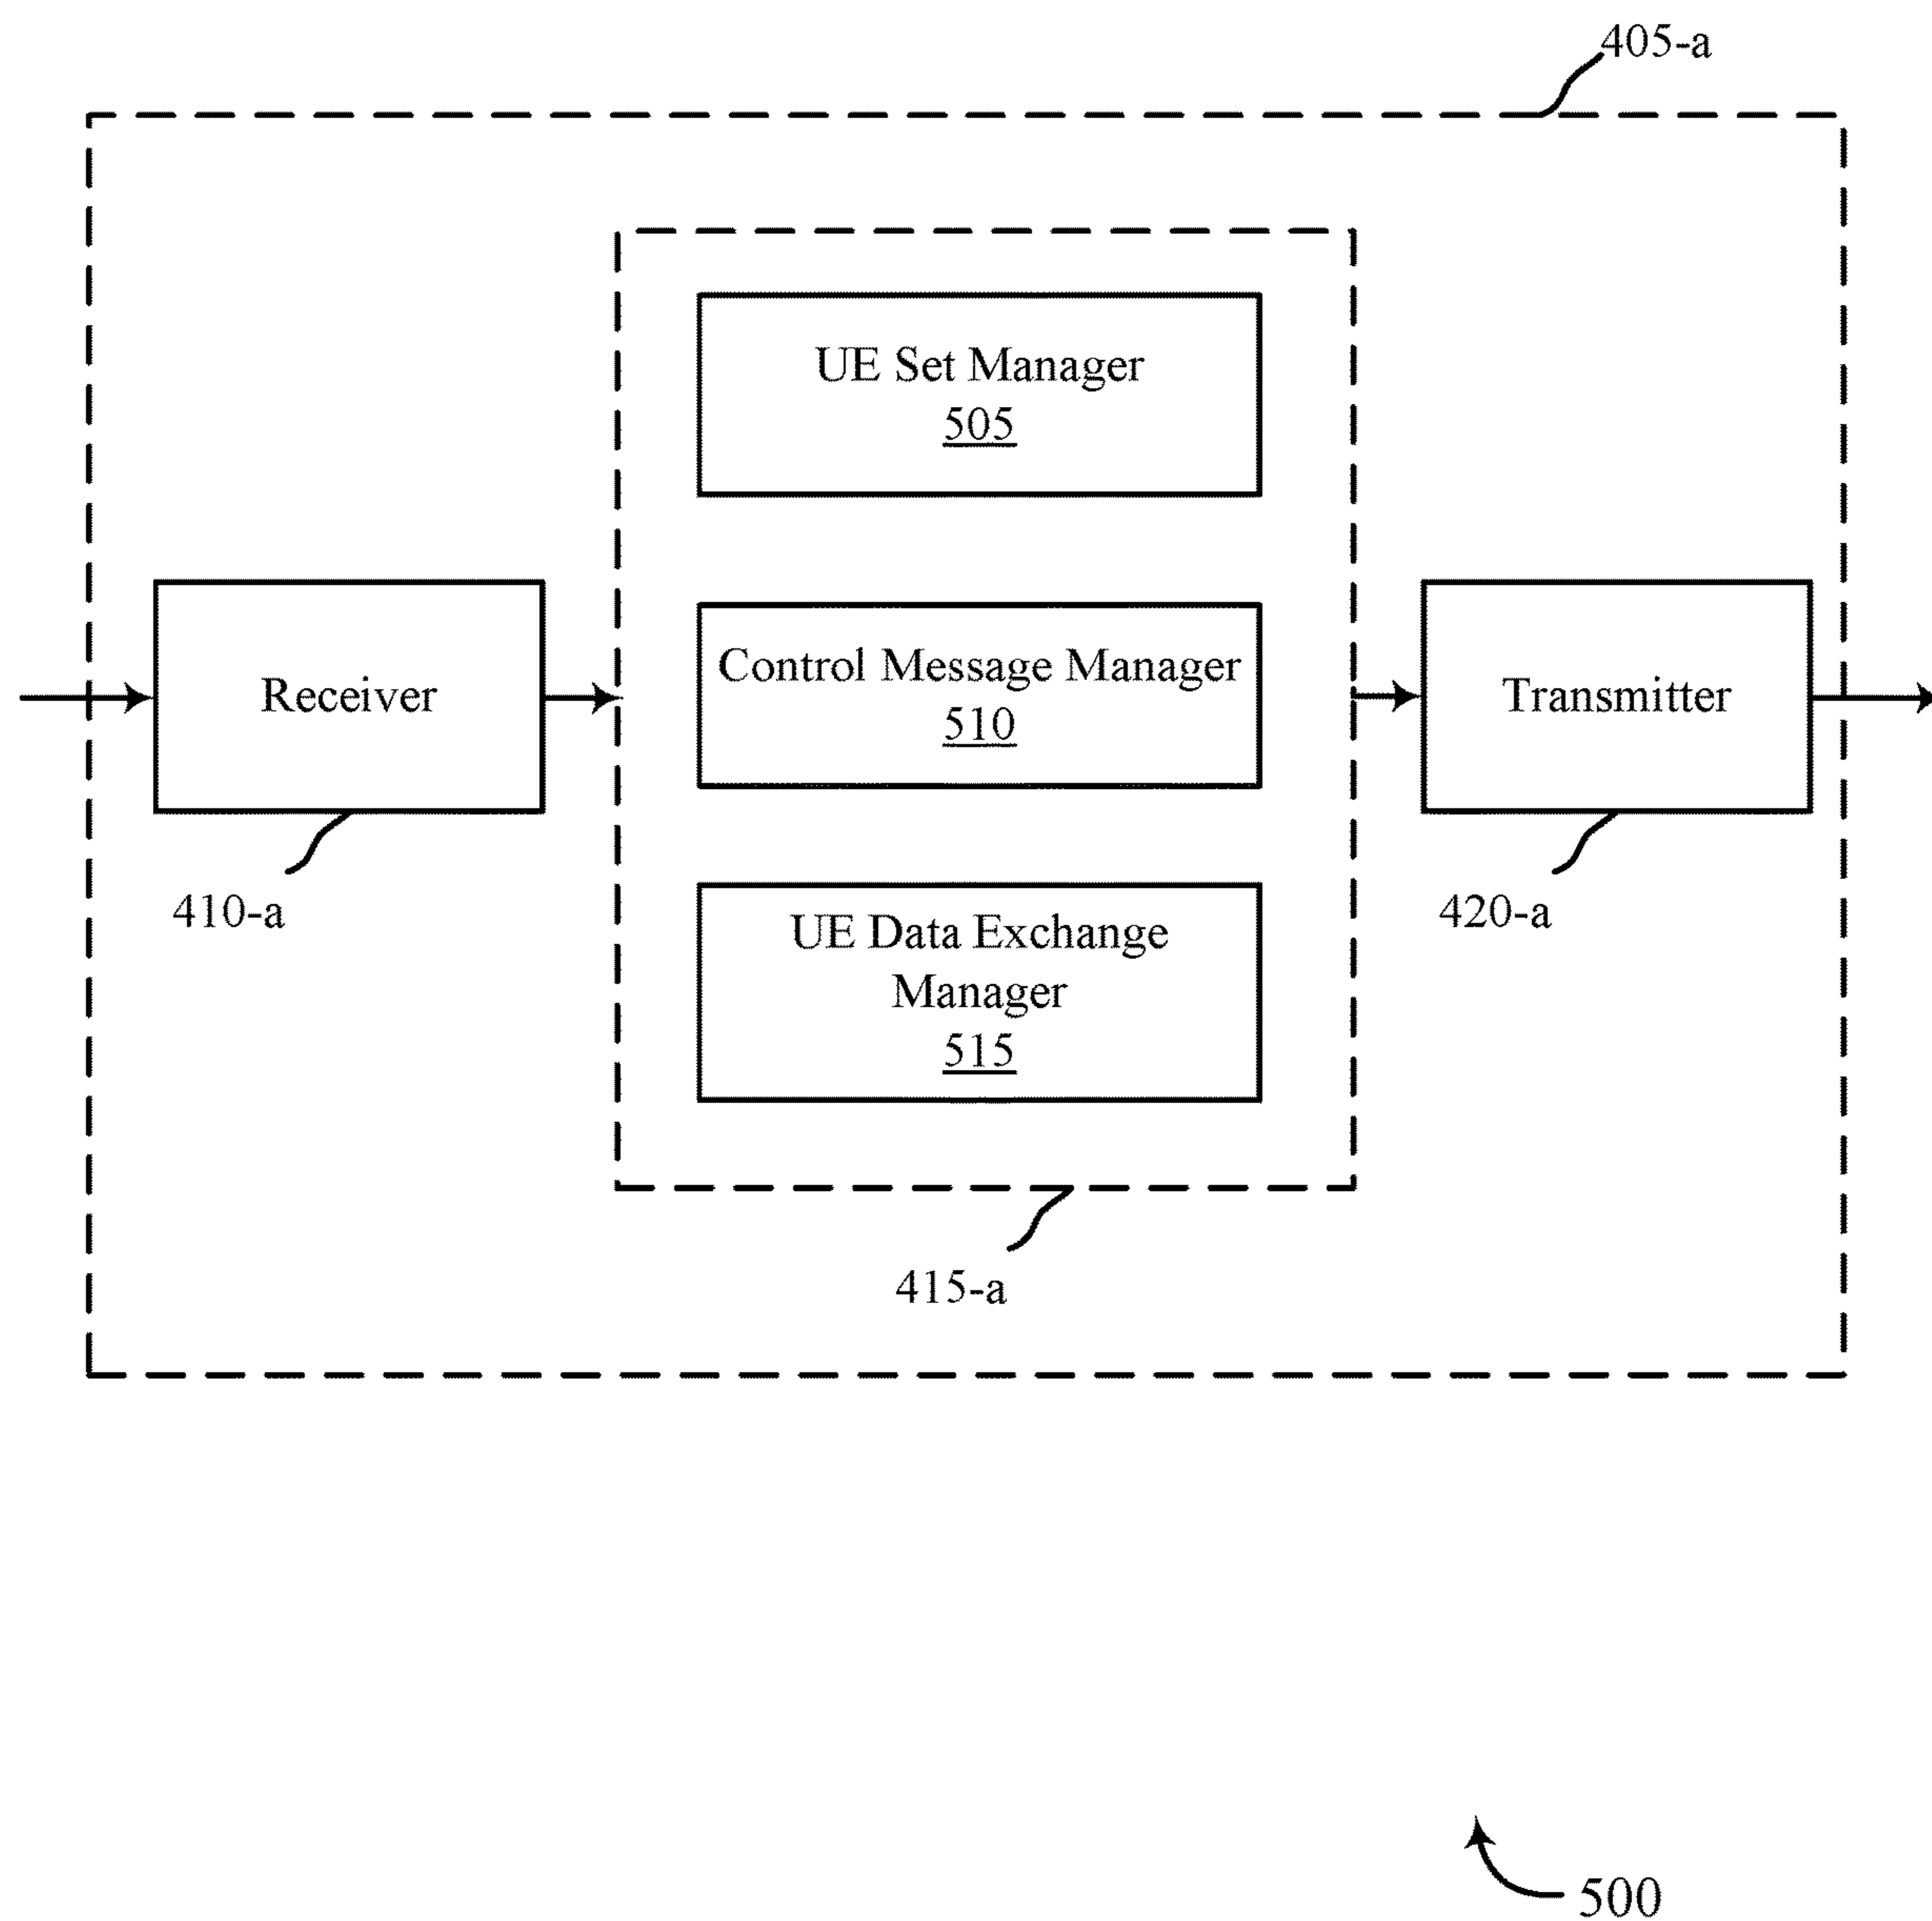 405-a
UE Set Manager
505
Control Message Manager
510
Receiver
Transmitter
410-a
420-a
UE Data Exchange
Manager
515
415-a
500